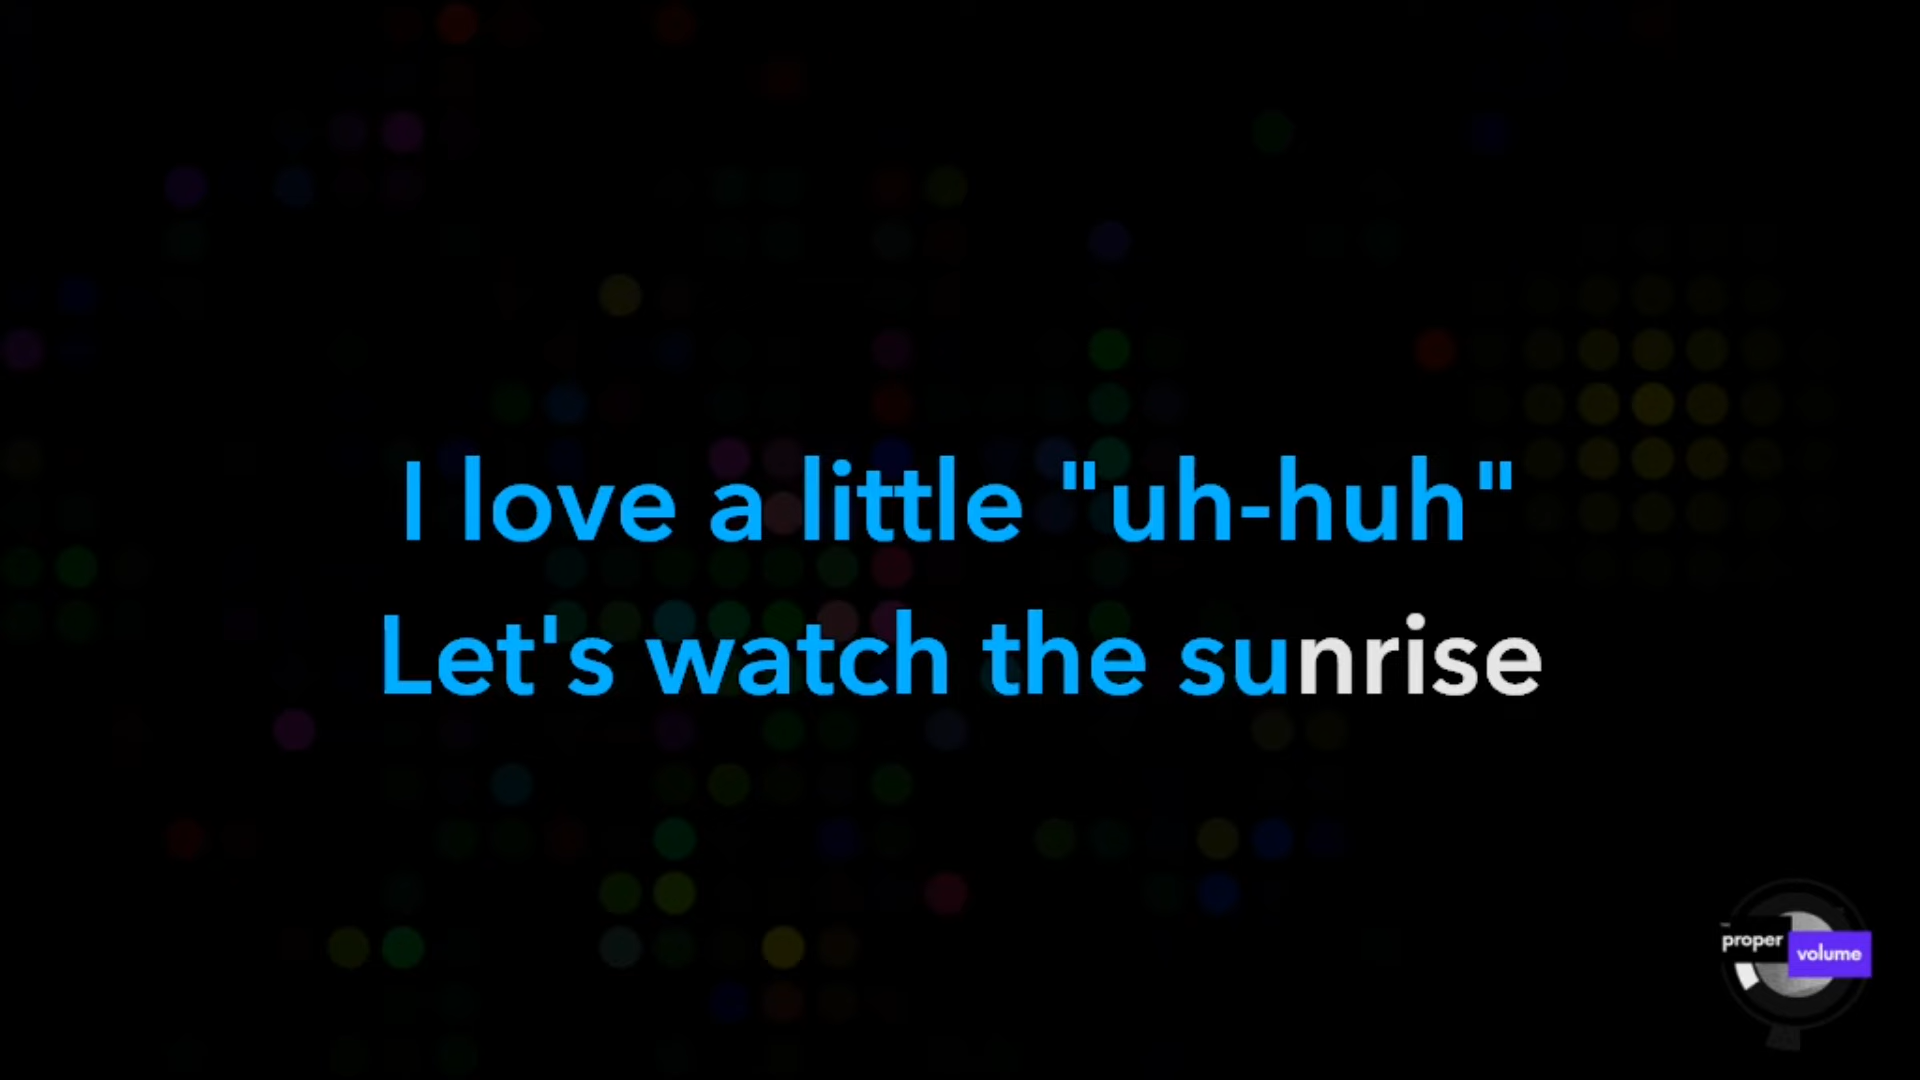 I love a little "uh-huh"
Let's watch the sunrise
proper
volume